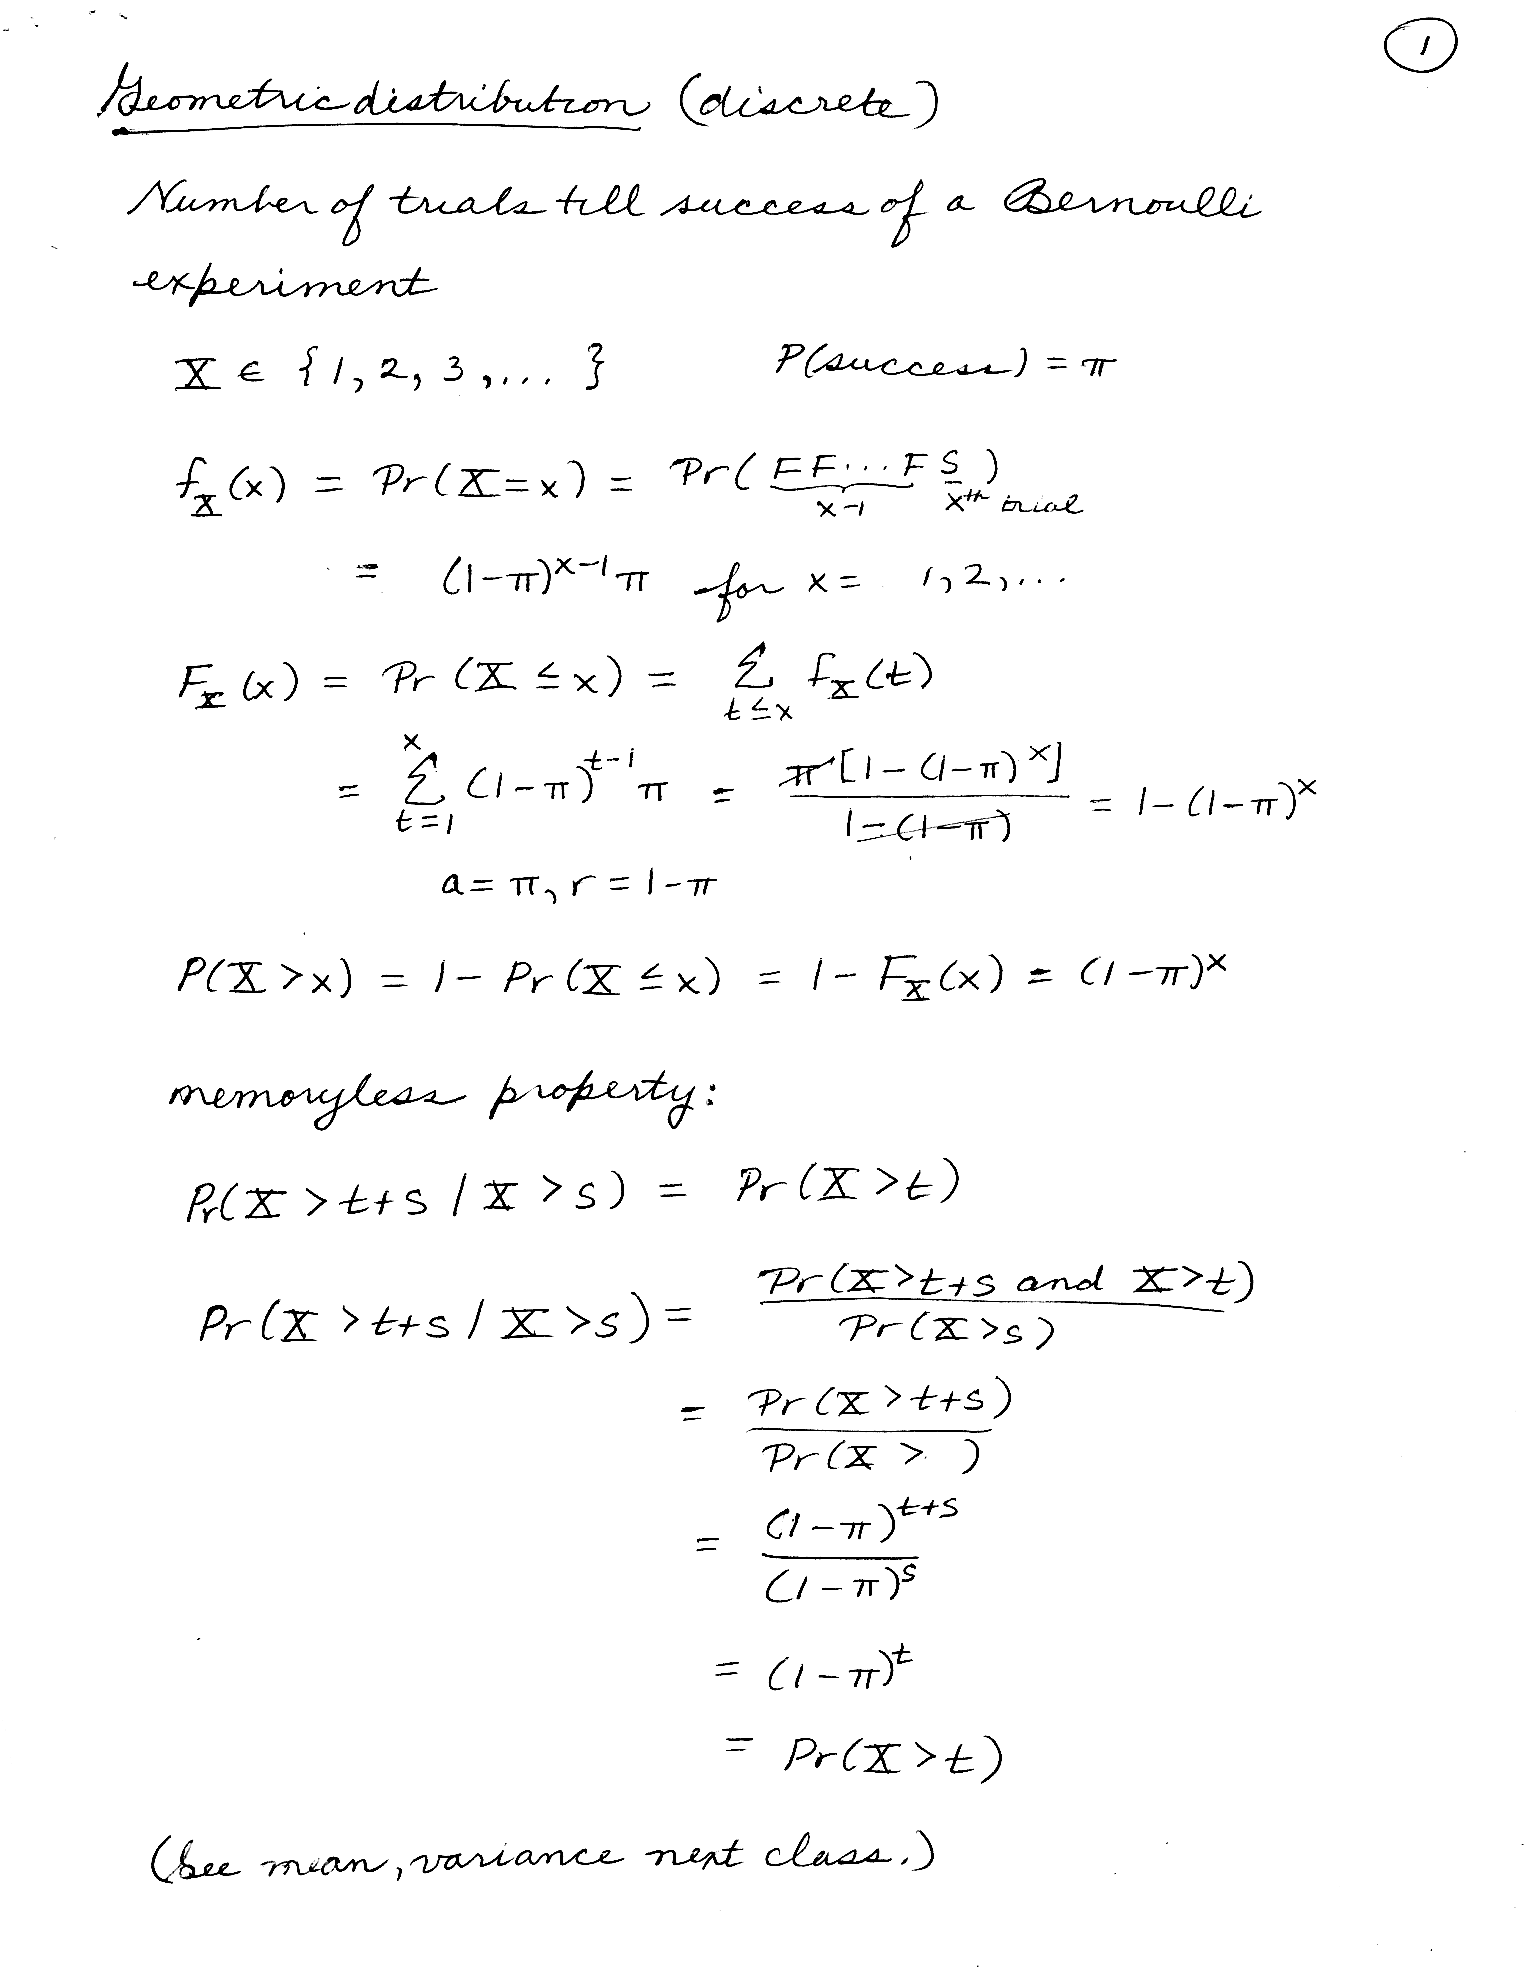 1
Geometric distribution (discrete)
Number of trials till success of a Bernoulli
experiment
X ∈ {1, 2, 3, ... }    P(success) = π
f_X(x) = Pr(X=x) = Pr(FF...F S)
x-1    xth trial
= (1-π)^{x-1} π for x = 1, 2, ...
F_X(x) = Pr(X ≤ x) = Σ_{t≤x} f_X(t)
= Σ_{t=1}^{x} (1-π)^{t-1} π = π[1-(1-π)^x] / 1-(1-π) = 1-(1-π)^x
a = π, r = 1-π
P(X > x) = 1 - Pr(X ≤ x) = 1 - F_X(x) = (1-π)^x
memoryless property:
Pr(X > t+s | X > s) = Pr(X > t)
Pr(X > t+s | X > s) = Pr(X > t+s and X > t) / Pr(X > s)
= Pr(X > t+s) / Pr(X > )
= (1-π)^{t+s} / (1-π)^s
= (1-π)^t
= Pr(X > t)
(See mean, variance next class.)